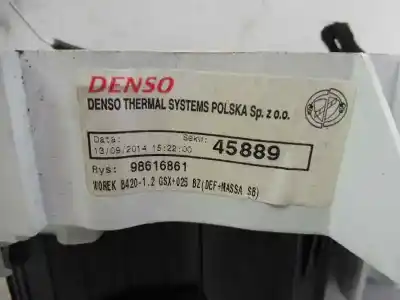 DENSO
DENSO THERMAL SYSTEMS POLSKA Sp. z o.o.
Data: Sekw:
13/09/2014 15:22:00 45889
Rys: 98616861
WOREK B420-1.2 GSX+025 BZ(DEF+MASSA SB)